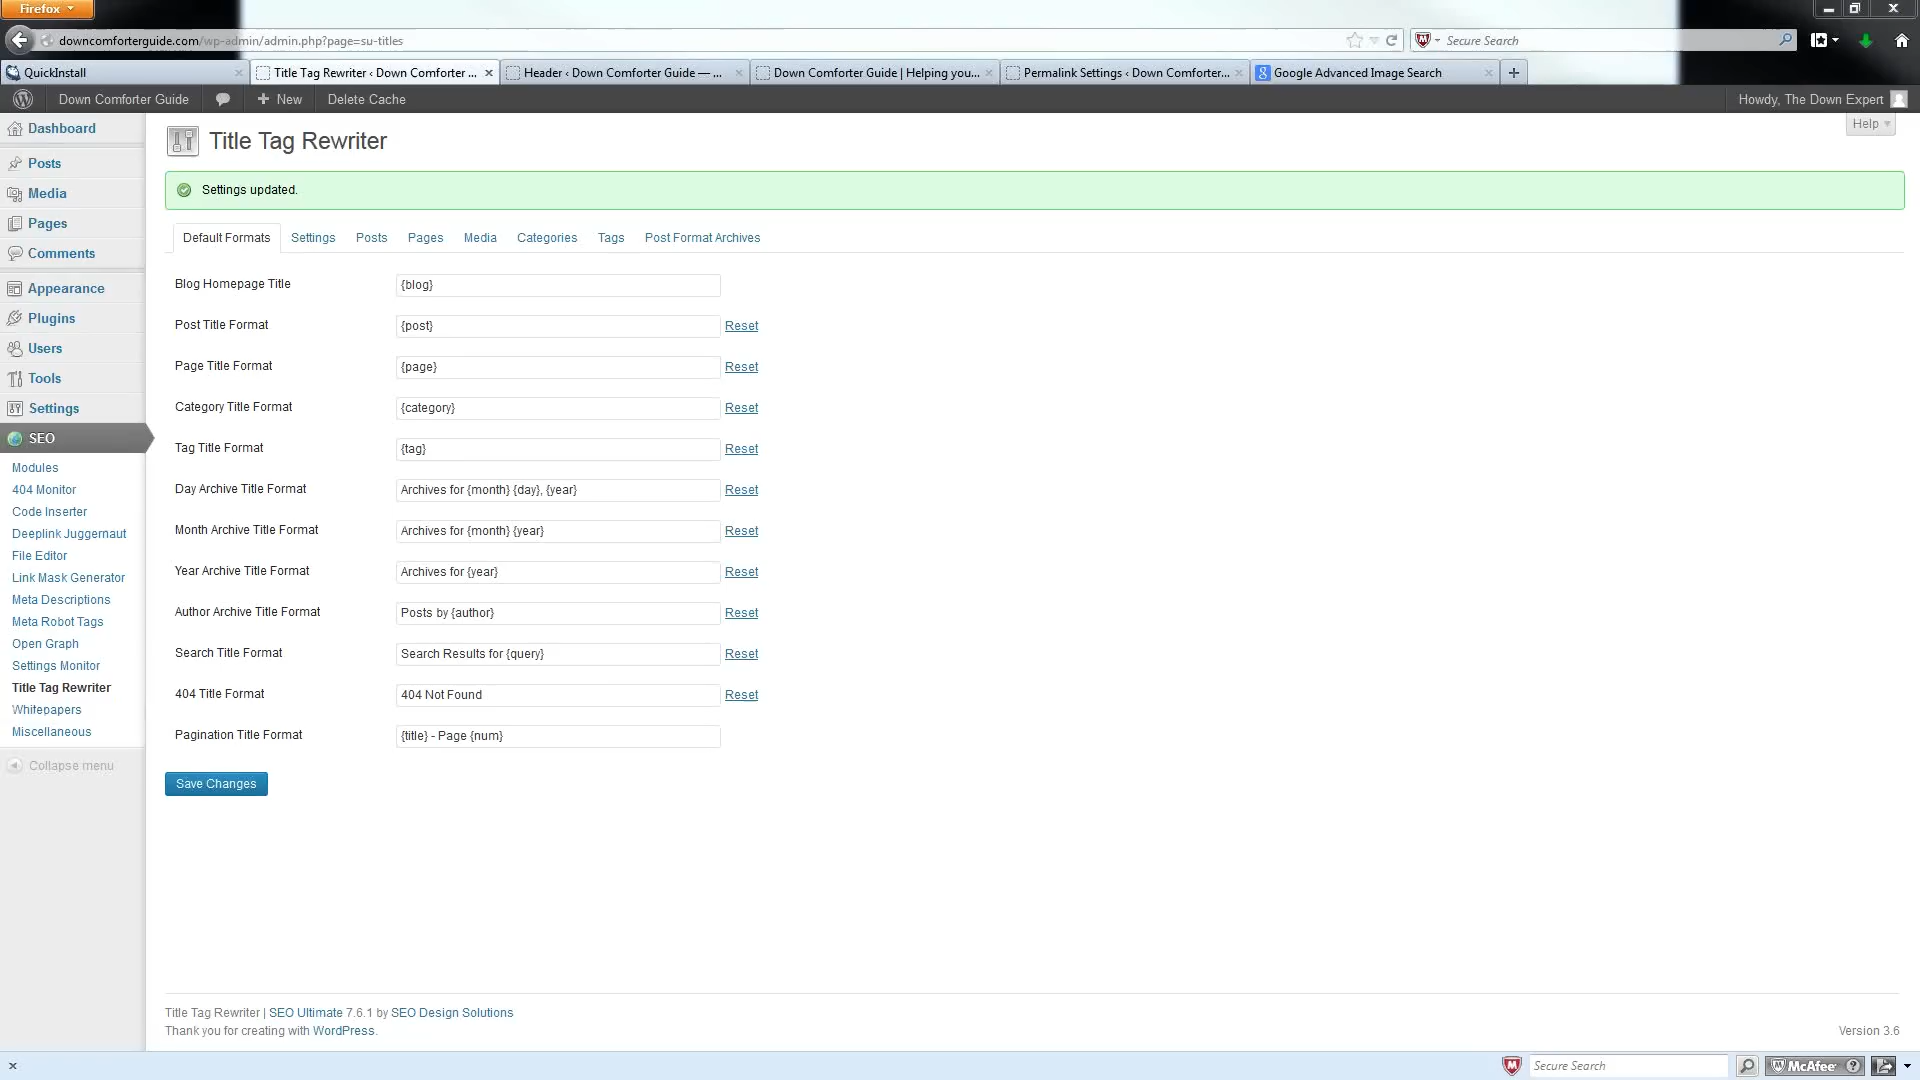 Firefox
downcomforterguide.com/wp-admin/admin.php?page=su-titles
Secure Search
QuickInstall
Title Tag Rewriter ‹ Down Comforter ...
Header ‹ Down Comforter Guide — ...
Down Comforter Guide | Helping you...
Permalink Settings ‹ Down Comforter...
Google Advanced Image Search
Down Comforter Guide
New
Delete Cache
Howdy, The Down Expert
Help
Dashboard
Posts
Media
Pages
Comments
Appearance
Plugins
Users
Tools
Settings
SEO
Modules
404 Monitor
Code Inserter
Deeplink Juggernaut
File Editor
Link Mask Generator
Meta Descriptions
Meta Robot Tags
Open Graph
Settings Monitor
Title Tag Rewriter
Whitepapers
Miscellaneous
Collapse menu
Title Tag Rewriter
Settings updated.
Default Formats Settings Posts Pages Media Categories Tags Post Format Archives
Blog Homepage Title {blog}
Post Title Format {post} Reset
Page Title Format {page} Reset
Category Title Format {category} Reset
Tag Title Format {tag} Reset
Day Archive Title Format Archives for {month} {day}, {year} Reset
Month Archive Title Format Archives for {month} {year} Reset
Year Archive Title Format Archives for {year} Reset
Author Archive Title Format Posts by {author} Reset
Search Title Format Search Results for {query} Reset
404 Title Format 404 Not Found Reset
Pagination Title Format {title} - Page {num}
Save Changes
Title Tag Rewriter | SEO Ultimate 7.6.1 by SEO Design Solutions
Thank you for creating with WordPress.
Version 3.6
Secure Search
McAfee